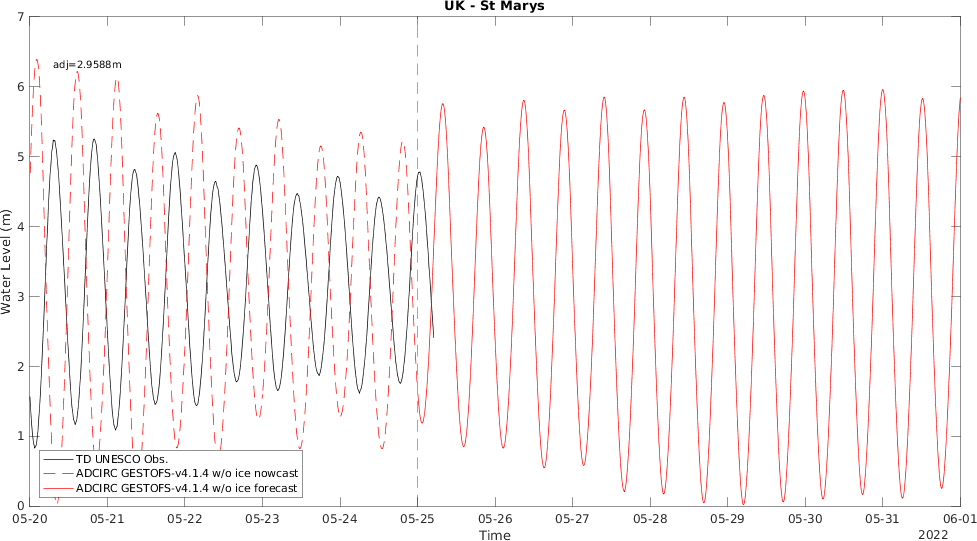 UK - St Marys
adj=2.9588m
Water Level (m)
7
6
5
4
3
2
1
0
TD UNESCO Obs.
ADCIRC GESTOFS-v4.1.4 w/o ice nowcast
ADCIRC GESTOFS-v4.1.4 w/o ice forecast
05-20 05-21 05-22 05-23 05-24 05-25 05-26 05-27 05-28 05-29 05-30 05-31 06-01
Time
2022